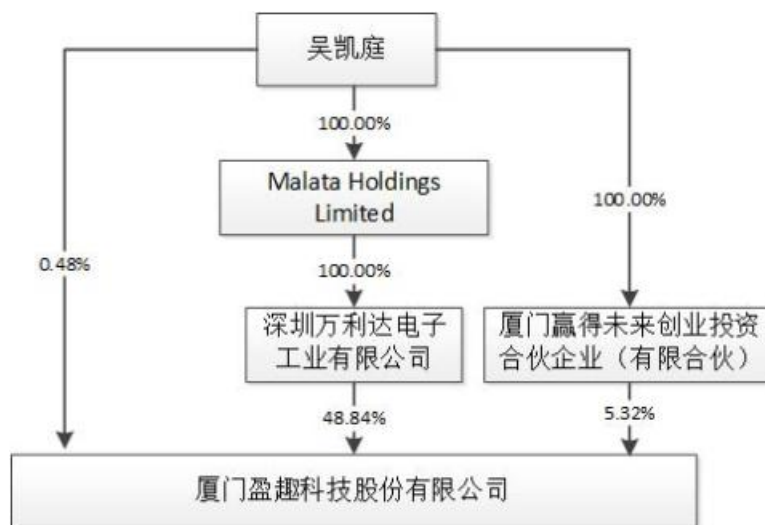 吴凯庭
100.00%
Malata Holdings
Limited
100.00%
0.48%
100.00%
深圳万利达电子
工业有限公司
厦门赢得未来创业投资
合伙企业（有限合伙）
48.84%
5.32%
厦门盈趣科技股份有限公司